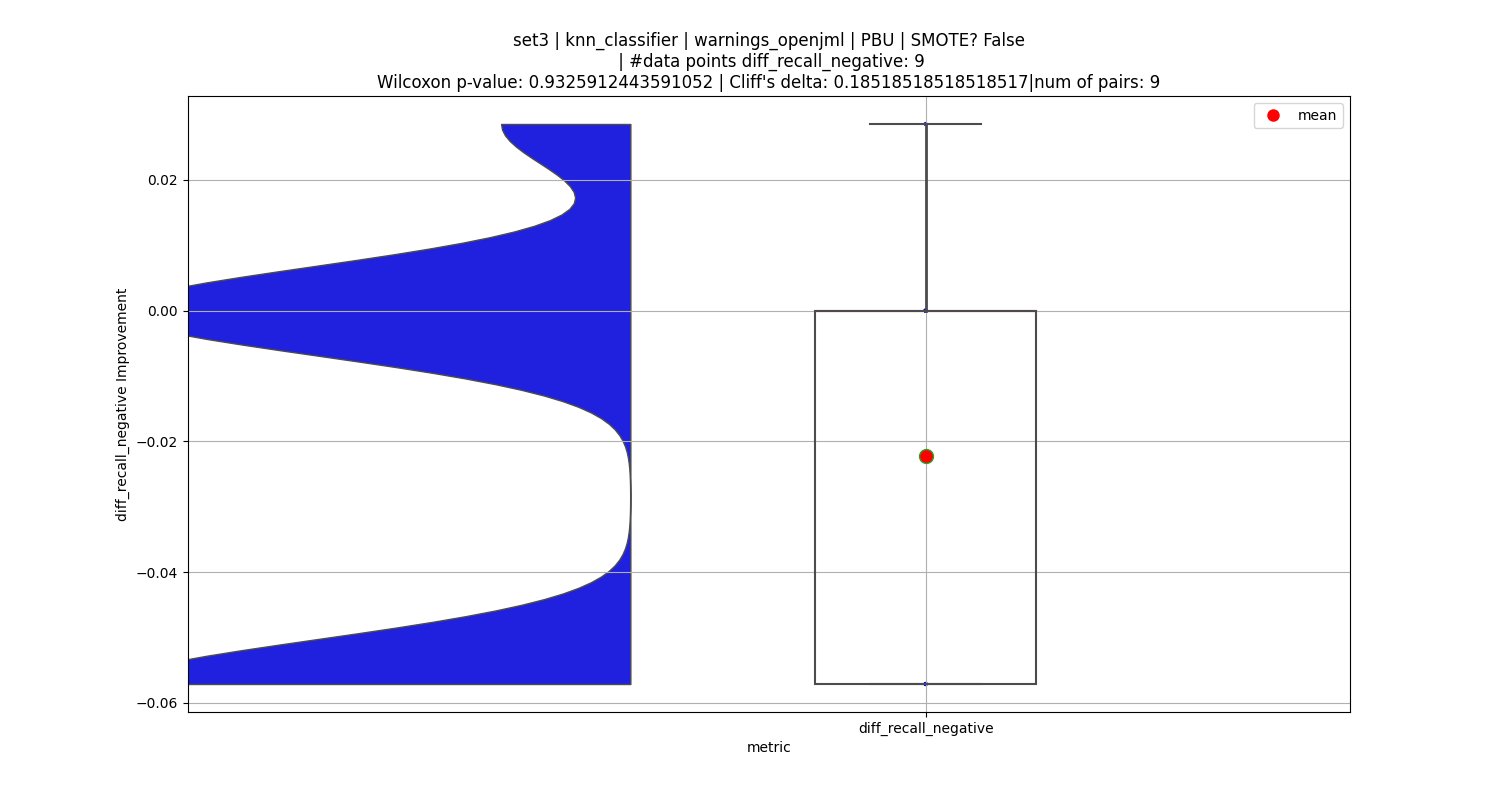 set3 | knn_classifier | warnings_openjml | PBU | SMOTE? False
| #data points diff_recall_negative: 9
Wilcoxon p-value: 0.9325912443591052 | Cliff's delta: 0.18518518518518517|num of pairs: 9
mean
0.02
0.00
−0.02
−0.04
−0.06
diff_recall_negative Improvement
diff_recall_negative
metric